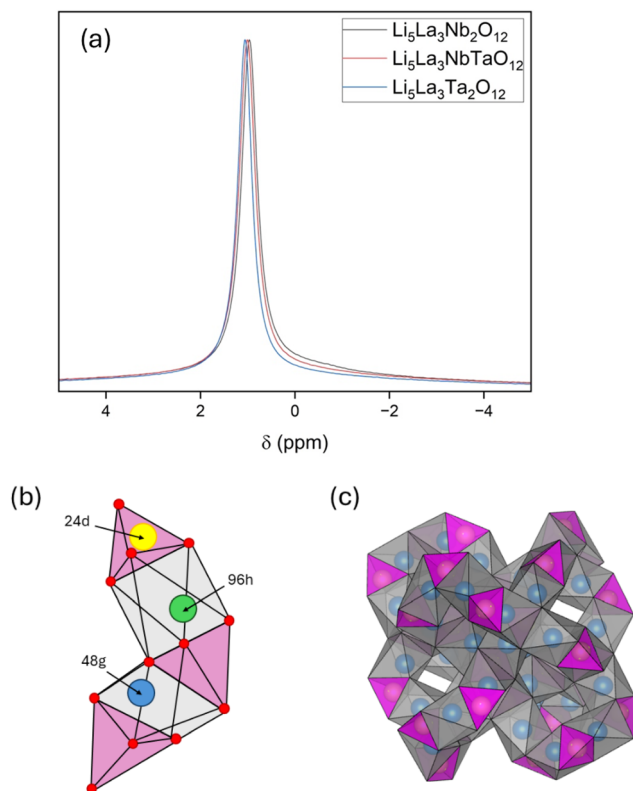 (a)
Li₅La₃Nb₂O₁₂
Li₅La₃NbTaO₁₂
Li₅La₃Ta₂O₁₂
4 2 0 −2 −4
δ (ppm)
(b)
(c)
24d
96h
48g